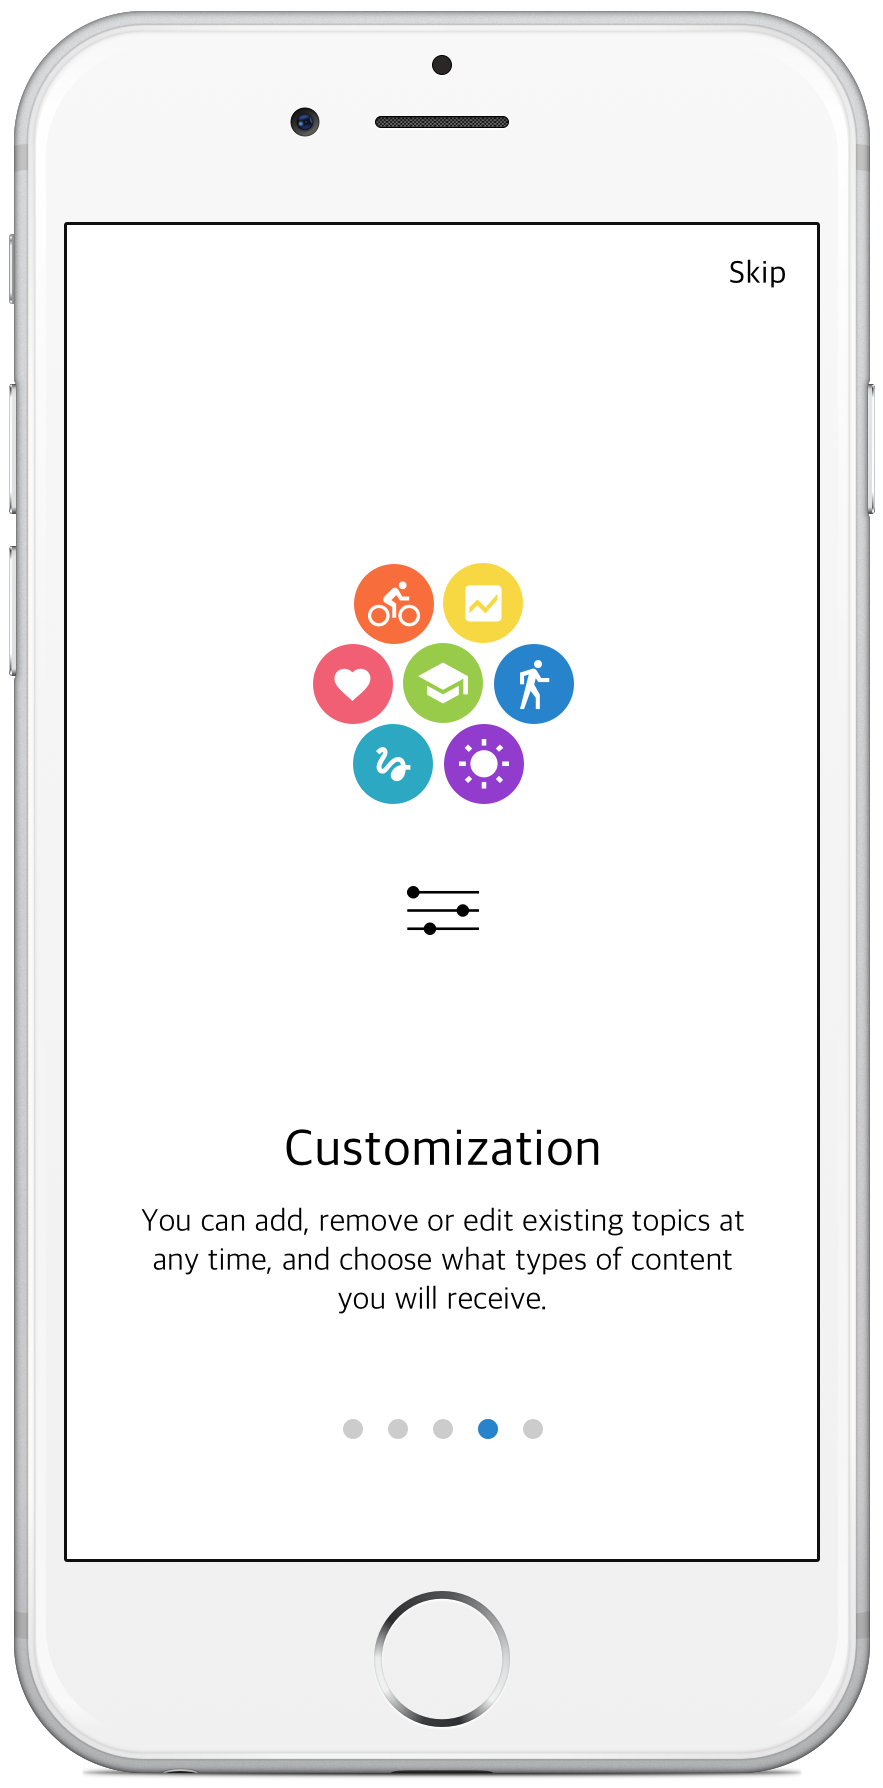 Skip
Customization
You can add, remove or edit existing topics at
any time, and choose what types of content
you will receive.